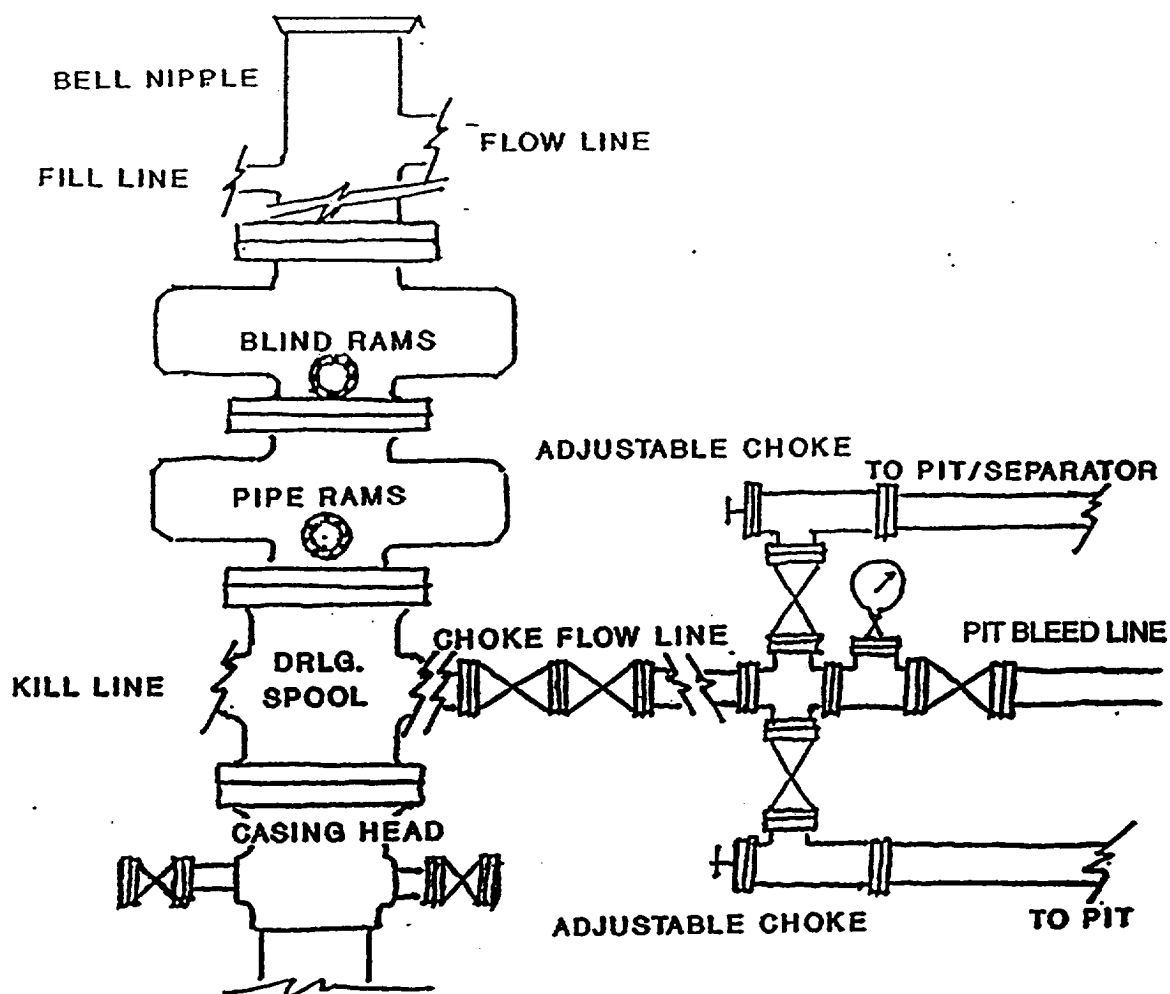 BELL NIPPLE
FLOW LINE
FILL LINE
BLIND RAMS
ADJUSTABLE CHOKE
TO PIT/SEPARATOR
PIPE RAMS
CHOKE FLOW LINE
PIT BLEED LINE
KILL LINE
DRLG.
SPOOL
CASING HEAD
ADJUSTABLE CHOKE
TO PIT